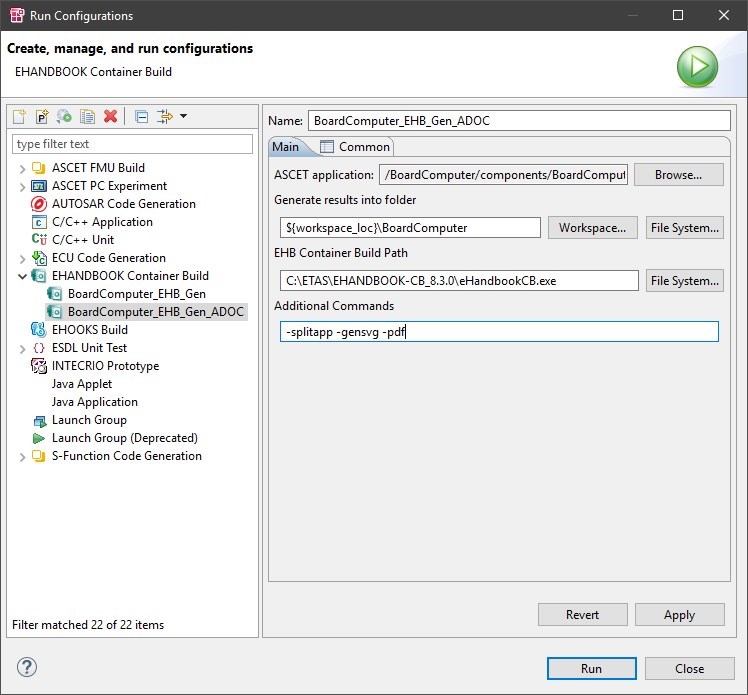 Run Configurations
Create, manage, and run configurations
EHANDBOOK Container Build
type filter text
ASCET FMU Build
ASCET PC Experiment
AUTOSAR Code Generation
C/C++ Application
C/C++ Unit
ECU Code Generation
EHANDBOOK Container Build
BoardComputer_EHB_Gen
BoardComputer_EHB_Gen_ADOC
EHOOKS Build
ESDL Unit Test
INTECRIO Prototype
Java Applet
Java Application
Launch Group
Launch Group (Deprecated)
S-Function Code Generation
Filter matched 22 of 22 items
Name: BoardComputer_EHB_Gen_ADOC
Main Common
ASCET application: /BoardComputer/components/BoardComput Browse...
Generate results into folder
${workspace_loc}\BoardComputer Workspace... File System...
EHB Container Build Path
C:\ETAS\EHANDBOOK-CB_8.3.0\eHandbookCB.exe File System...
Additional Commands
-splitapp -gensvg -pdf
Revert Apply
? Run Close